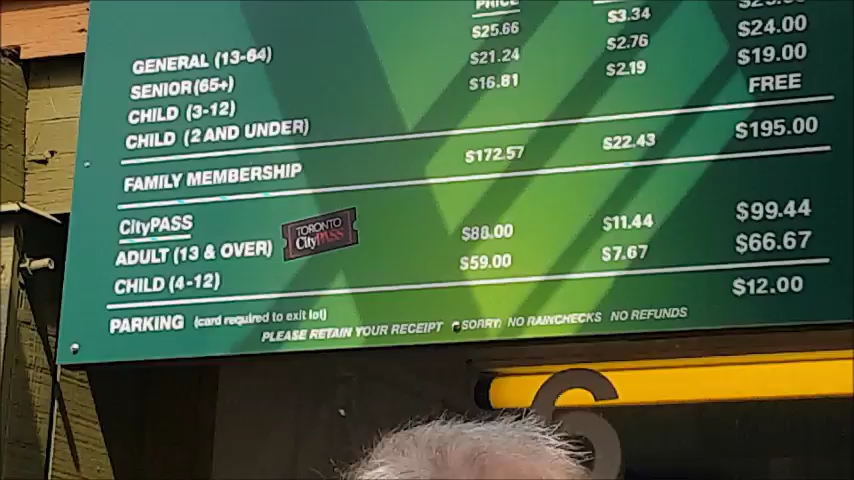 PRICE
GENERAL (13-64) $25.66 $3.34
SENIOR (65+) $21.24 $2.76 $24.00
CHILD (3-12) $16.81 $2.19 $19.00
CHILD (2 AND UNDER) FREE
FAMILY MEMBERSHIP $172.57 $22.43 $195.00
CityPASS
TORONTO
CityPASS
ADULT (13 & OVER) $88.00 $11.44 $99.44
CHILD (4-12) $59.00 $7.67 $66.67
PARKING (card required to exit lot) $12.00
PLEASE RETAIN YOUR RECEIPT • SORRY, NO RAINCHECKS NO REFUNDS
6